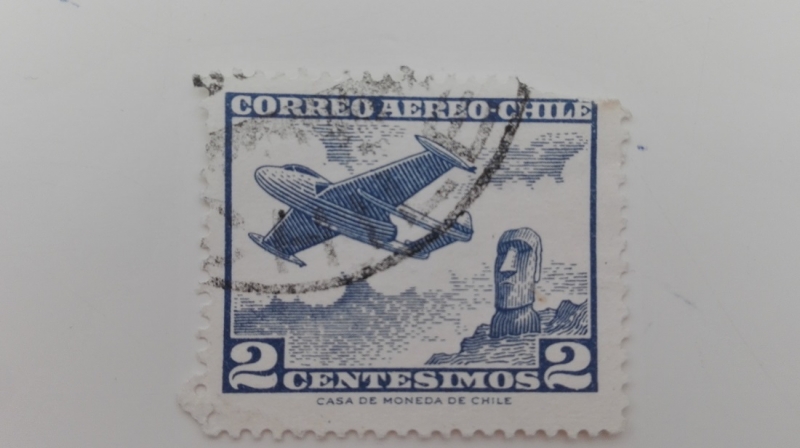 CORREO AEREO-CHILE
2 CENTESIMOS 2
CASA DE MONEDA DE CHILE